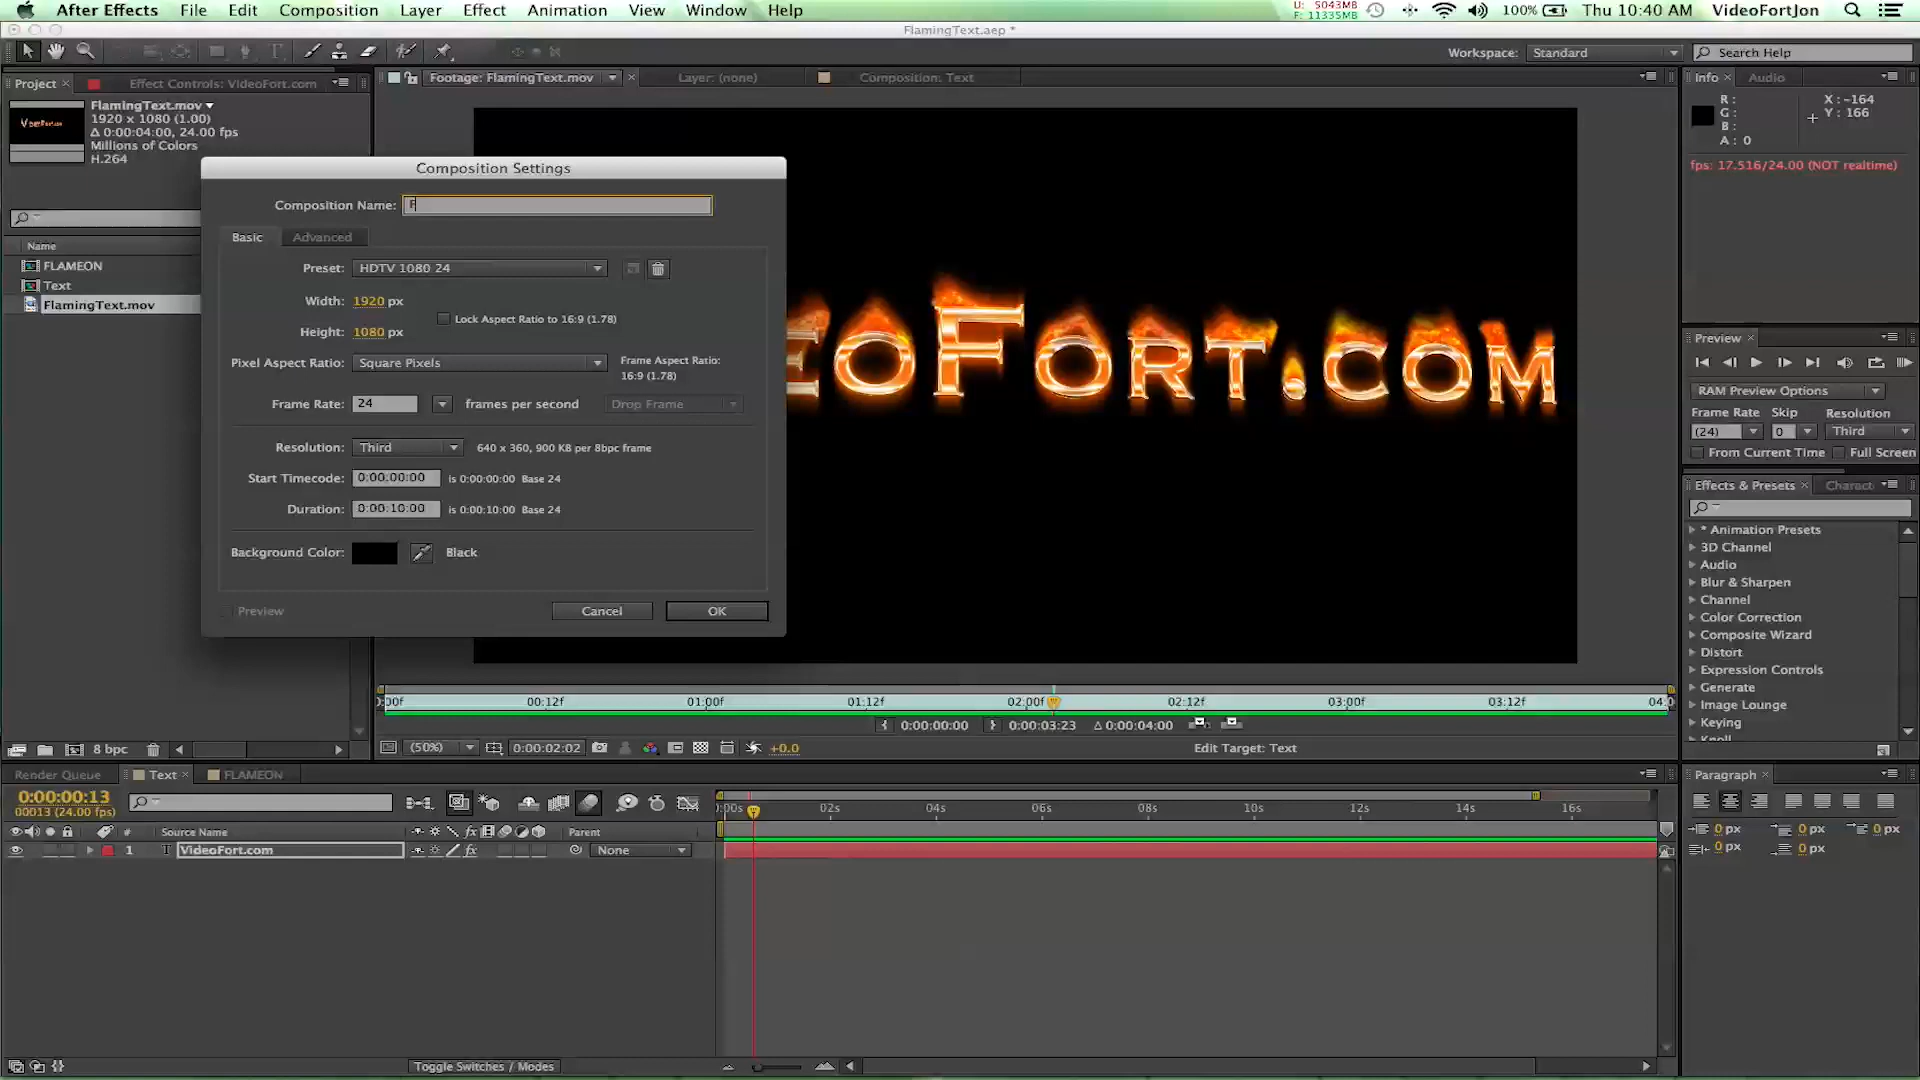 After Effects File Edit Composition Layer Effect Animation View Window Help
U: 5043MB
F: 11335MB
100% Thu 10:40 AM VideoFortJon
FlamingText.aep *
Workspace: Standard
Search Help
Project Effect Controls: VideoFort.com
FlamingText.mov
1920 x 1080 (1.00)
Δ 0:00:04:00, 24.00 fps
Millions of Colors
H.264
Name
FLAMEON
Text
FlamingText.mov
8 bpc
Footage: FlamingText.mov Layer: (none) Composition: Text
Composition Settings
Composition Name: F
Basic Advanced
Preset: HDTV 1080 24
Width: 1920 px
Lock Aspect Ratio to 16:9 (1.78)
Height: 1080 px
Pixel Aspect Ratio: Square Pixels
Frame Aspect Ratio:
16:9 (1.78)
Frame Rate: 24 frames per second Drop Frame
Resolution: Third 640 x 360, 900 KB per 8bpc frame
Start Timecode: 0:00:00:00 is 0:00:00:00 Base 24
Duration: 0:00:10:00 is 0:00:10:00 Base 24
Background Color: Black
Preview Cancel OK
eoFort.com
00f 00:12f 01:00f 01:12f 02:00f 02:12f 03:00f 03:12f 04:0
0:00:00:00 0:00:03:23 Δ 0:00:04:00
(50%) 0:00:02:02 +0.0 Edit Target: Text
Info Audio
R:
G:
B:
A: 0
X: -164
Y: 166
fps: 17.516/24.00 (NOT realtime)
Preview
RAM Preview Options
Frame Rate Skip Resolution
(24) 0 Third
From Current Time Full Screen
Effects & Presets Charact
* Animation Presets
3D Channel
Audio
Blur & Sharpen
Channel
Color Correction
Composite Wizard
Distort
Expression Controls
Generate
Image Lounge
Keying
Knoll
Render Queue Text FLAMEON
0:00:00:13
00013 (24.00 fps)
# Source Name Parent
1 T VideoFort.com None
:00s 02s 04s 06s 08s 10s 12s 14s 16s
Toggle Switches / Modes
Paragraph
0 px 0 px 0 px
0 px 0 px